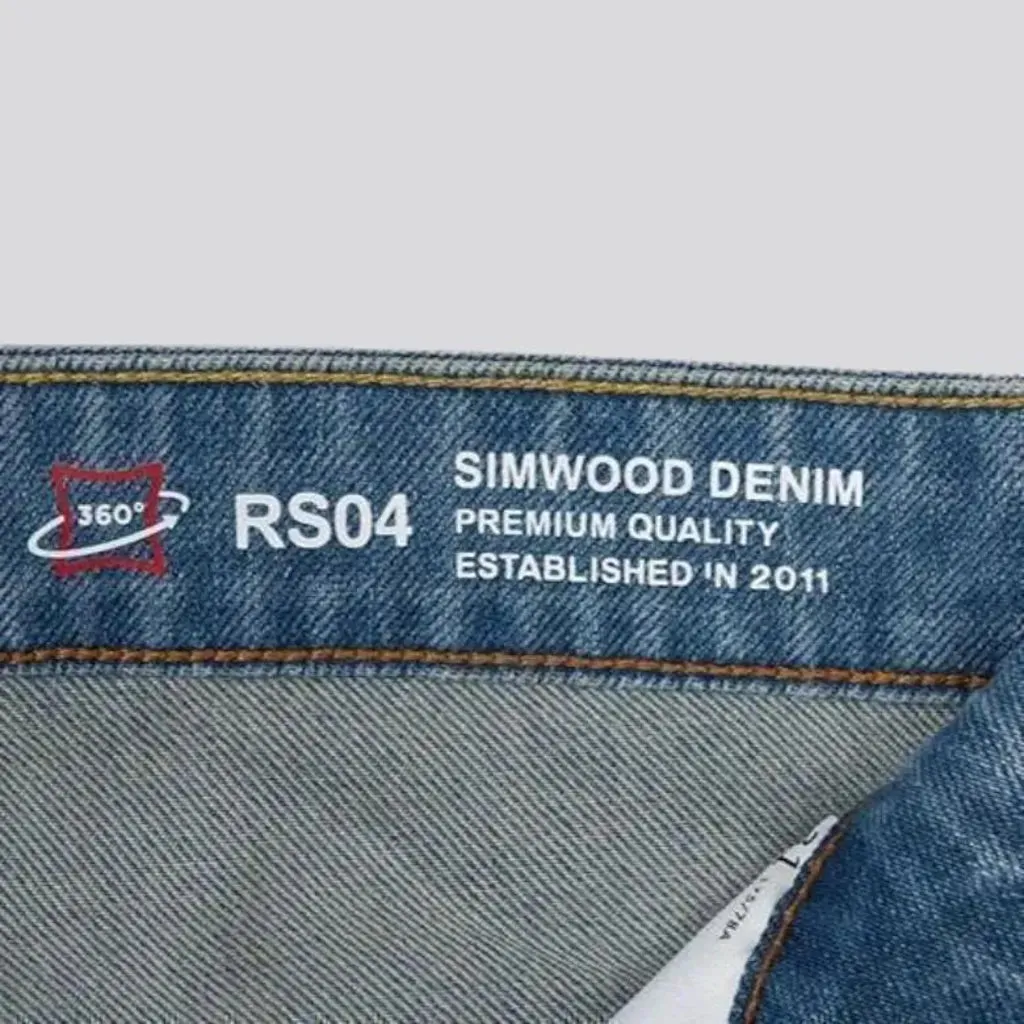 360°
RS04
SIMWOOD DENIM
PREMIUM QUALITY
ESTABLISHED IN 2011